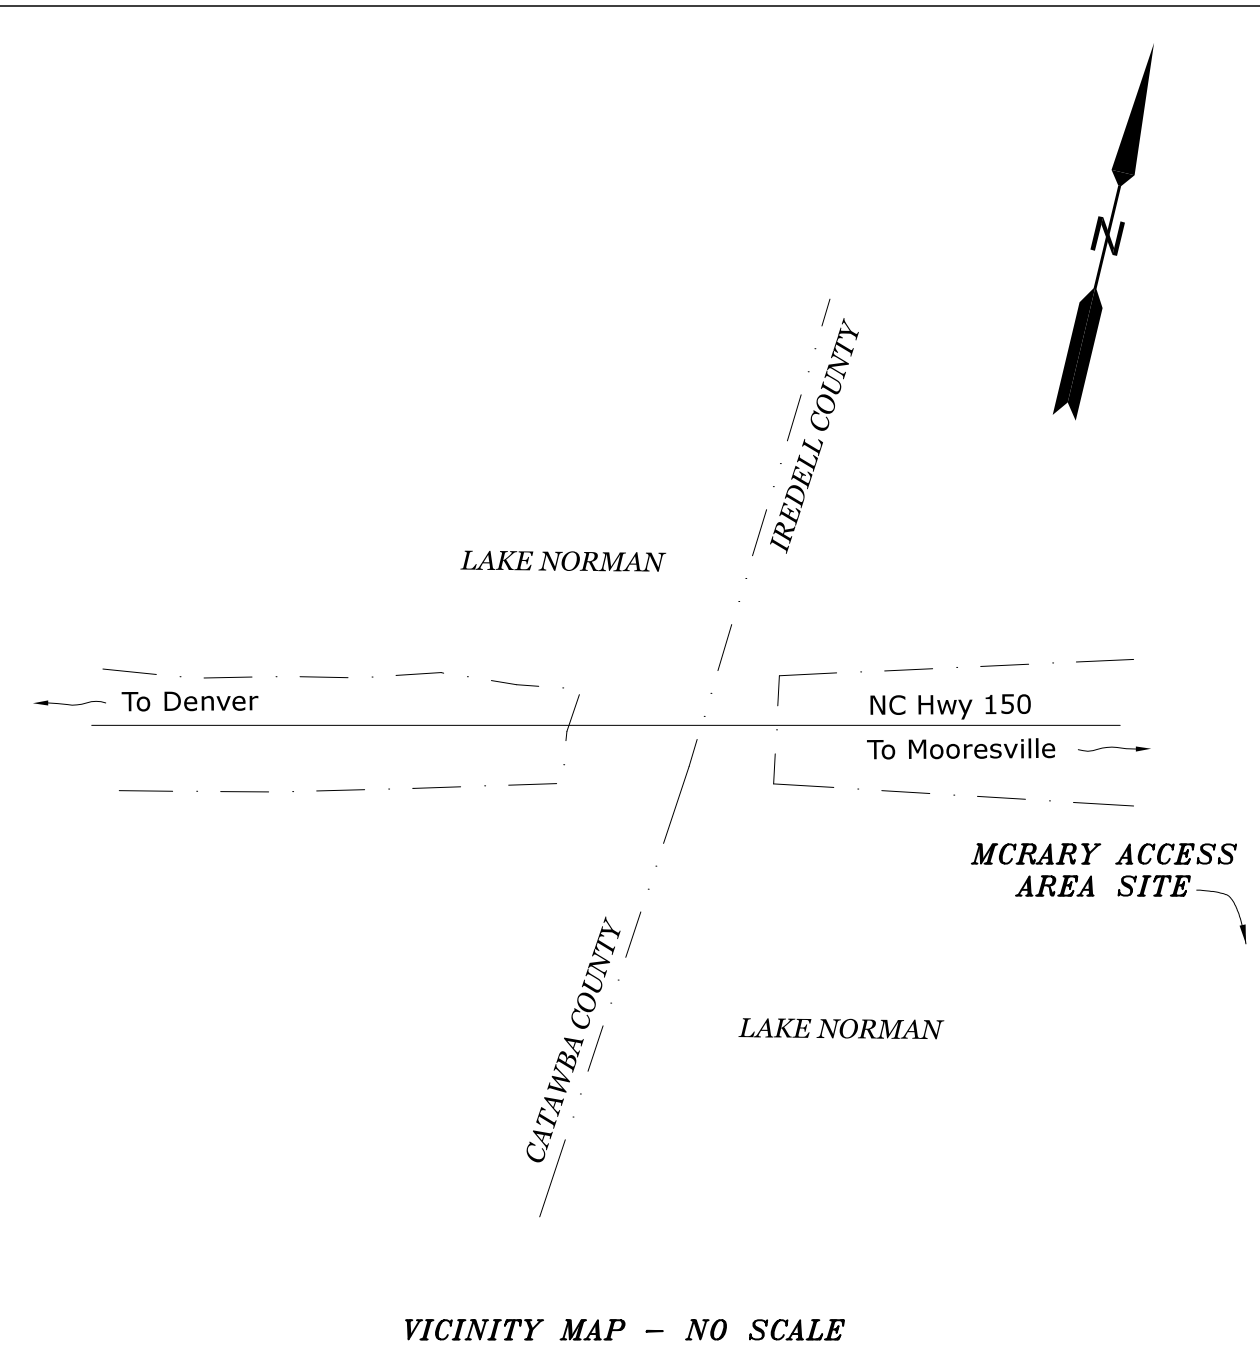 N
IREDELL COUNTY
LAKE NORMAN
To Denver
NC Hwy 150
To Mooresville
MCRARY ACCESS
AREA SITE
CATAWBA COUNTY
LAKE NORMAN
VICINITY MAP – NO SCALE